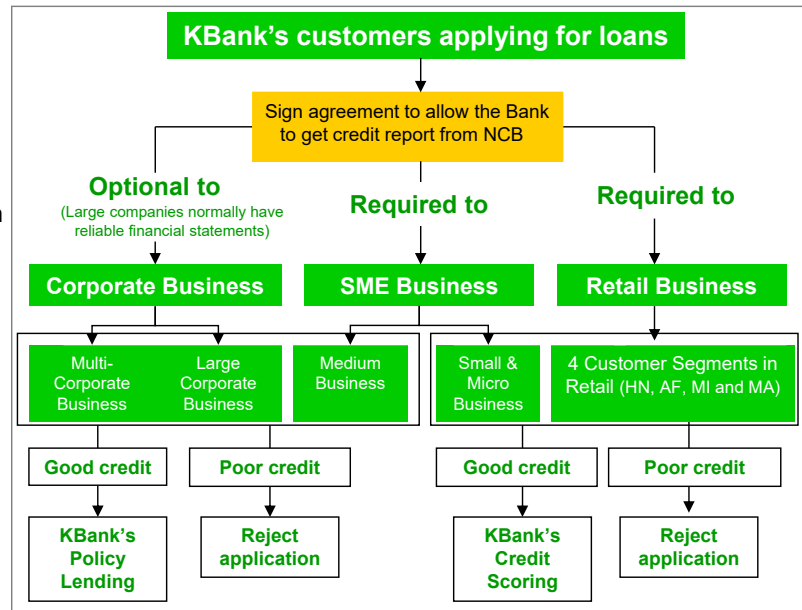 KBank's customers applying for loans
Sign agreement to allow the Bank
to get credit report from NCB
Optional to
(Large companies normally have
reliable financial statements)
Required to
Required to
n
Corporate Business
SME Business
Retail Business
Multi-
Corporate
Business
Large
Corporate
Business
Medium
Business
Small &
Micro
Business
4 Customer Segments in
Retail (HN, AF, MI and MA)
Good credit
Poor credit
Good credit
Poor credit
KBank's
Policy
Lending
Reject
application
KBank's
Credit
Scoring
Reject
application